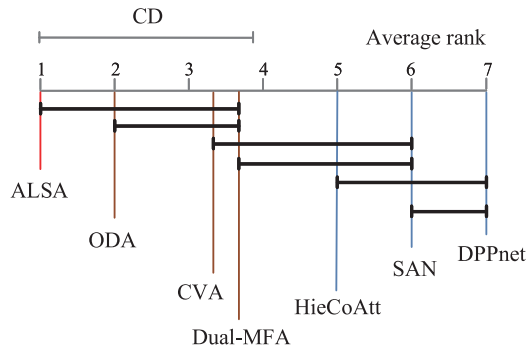 CD
Average rank
1 2 3 4 5 6 7
ALSA
ODA
CVA
Dual-MFA
HieCoAtt
SAN
DPPnet